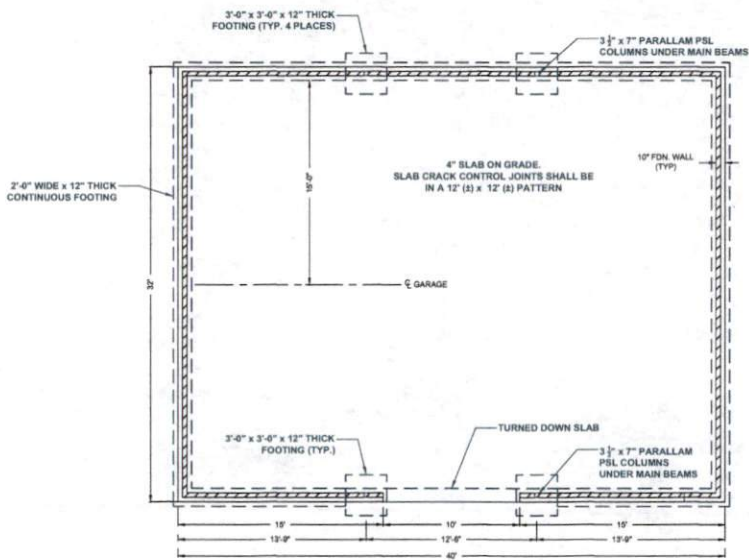 3'-0" x 3'-0" x 12" THICK
FOOTING (TYP. 4 PLACES)
3 1/2" x 7" PARALLAM PSL
COLUMNS UNDER MAIN BEAMS
4" SLAB ON GRADE.
SLAB CRACK CONTROL JOINTS SHALL BE
IN A 12' (±) x 12' (±) PATTERN
10" FDN. WALL
(TYP)
2'-0" WIDE x 12" THICK
CONTINUOUS FOOTING
15'-0"
32'
℄ GARAGE
3'-0" x 3'-0" x 12" THICK
FOOTING (TYP.)
TURNED DOWN SLAB
3 1/2" x 7" PARALLAM
PSL COLUMNS
UNDER MAIN BEAMS
15' 10' 15'
13'-9" 12'-6" 13'-9"
40'